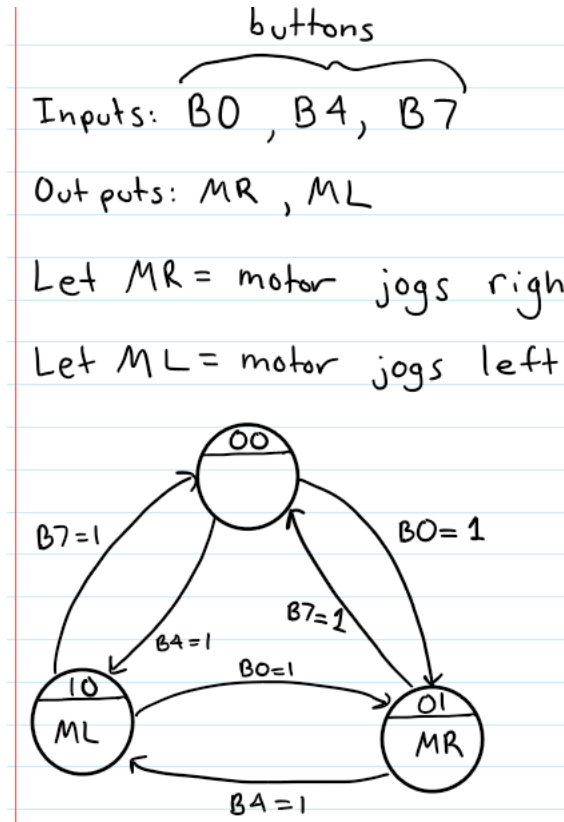 buttons
Inputs: B0, B4, B7
Outputs: MR, ML
Let MR = motor jogs righ
Let ML = motor jogs left
00
B7=1
B0=1
B7=1
B4=1
B0=1
10
ML
01
MR
B4=1